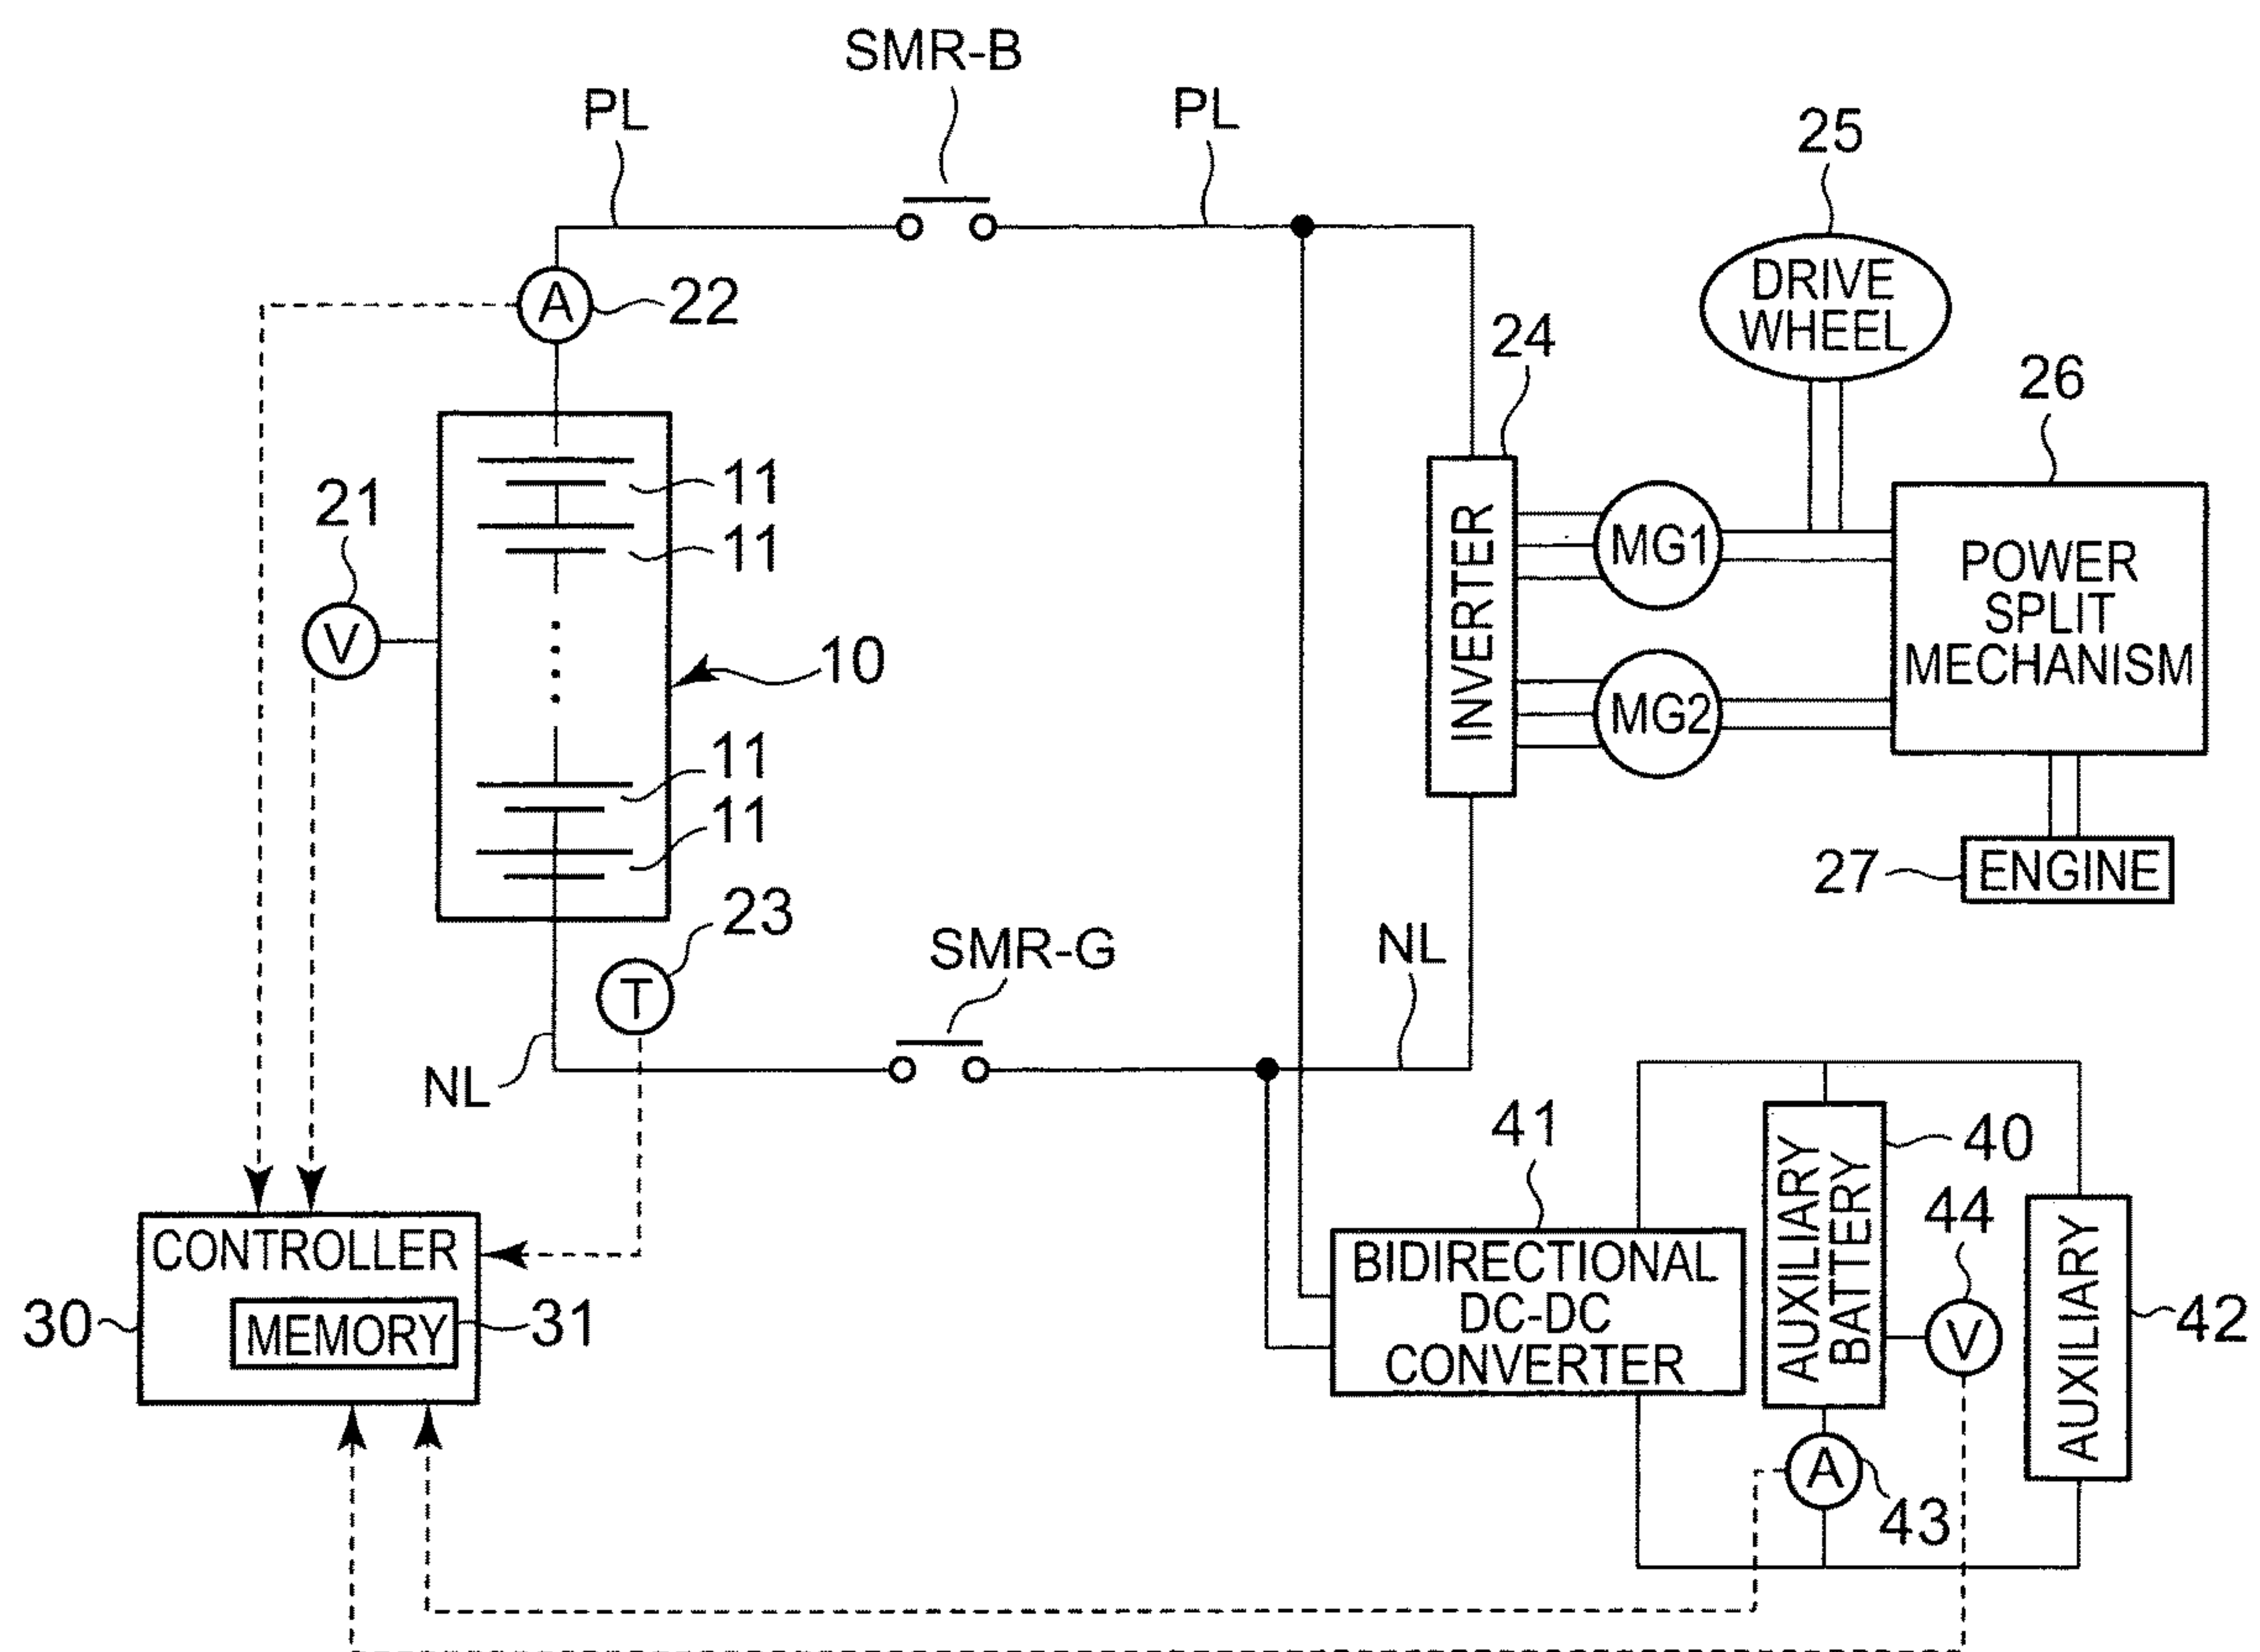 SMR-B
PL
PL
25
DRIVE
WHEEL
A
22
24
26
21
11
11
V
10
INVERTER
MG1
POWER
SPLIT
MECHANISM
MG2
11
11
27
ENGINE
23
T
SMR-G
NL
NL
41
40
44
42
CONTROLLER
30
MEMORY
31
BIDIRECTIONAL
DC-DC
CONVERTER
AUXILIARY
BATTERY
V
AUXILIARY
A
43